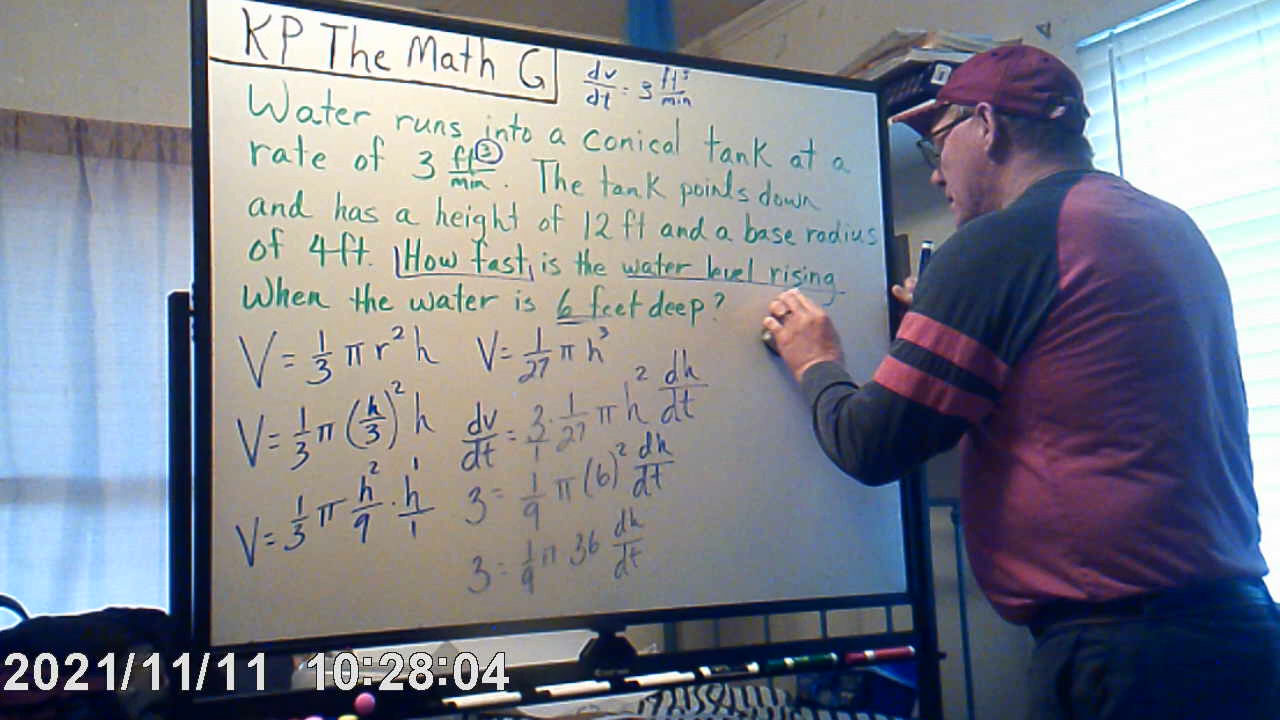 KP The Math G
dv/dt = 3 ft³/min
Water runs into a conical tank at a
rate of 3 ft³/min. The tank points down
and has a height of 12 ft and a base radius
of 4ft. How fast is the water level rising
When the water is 6 feet deep?
V = 1/3 π r² h
V = 1/3 π (h/3)² h
V = 1/3 π h²/9 · h/1
V = 1/27 π h³
dv/dt = 3/1 · 1/27 π h² dh/dt
3 = 1/9 π (6)² dh/dt
3 = 1/9 π 36 dh/dt
2021/11/11 10:28:04